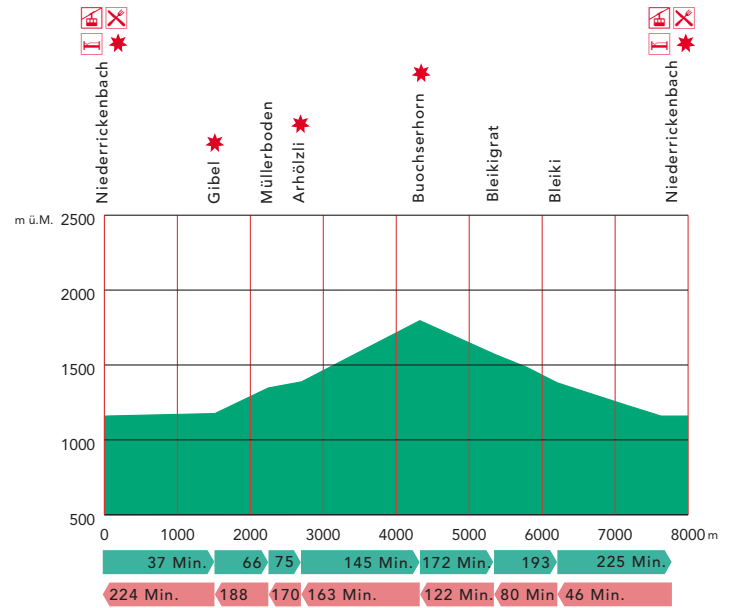 Niederrickenbach
Gibel
Müllerboden
Arhölzli
Buochserhorn
Bleikigrat
Bleiki
Niederrickenbach
m ü.M. 2500
2000
1500
1000
500
0 1000 2000 3000 4000 5000 6000 7000 8000 m
37 Min. 66 75 145 Min. 172 Min. 193 225 Min.
224 Min. 188 170 163 Min. 122 Min. 80 Min. 46 Min.